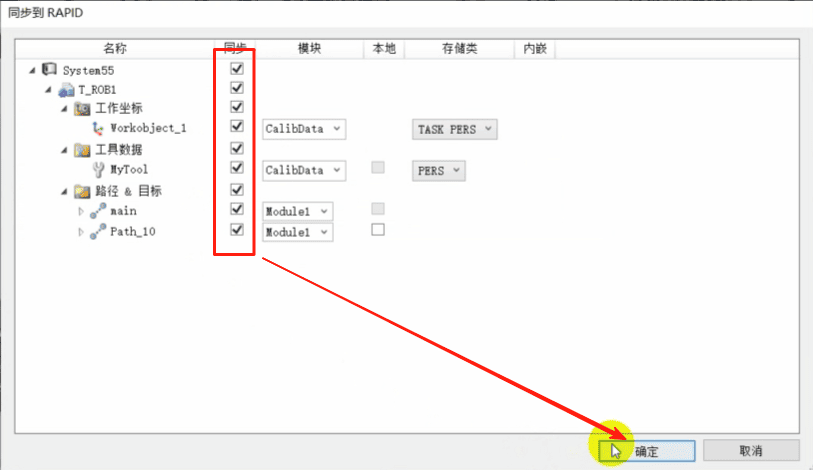 同步到 RAPID
名称 同步 模块 本地 存储类 内嵌
System55
T_ROB1
工作坐标
Workobject_1 CalibData TASK PERS
工具数据
MyTool CalibData PERS
路径 & 目标
main Module1
Path_10 Module1
确定 取消